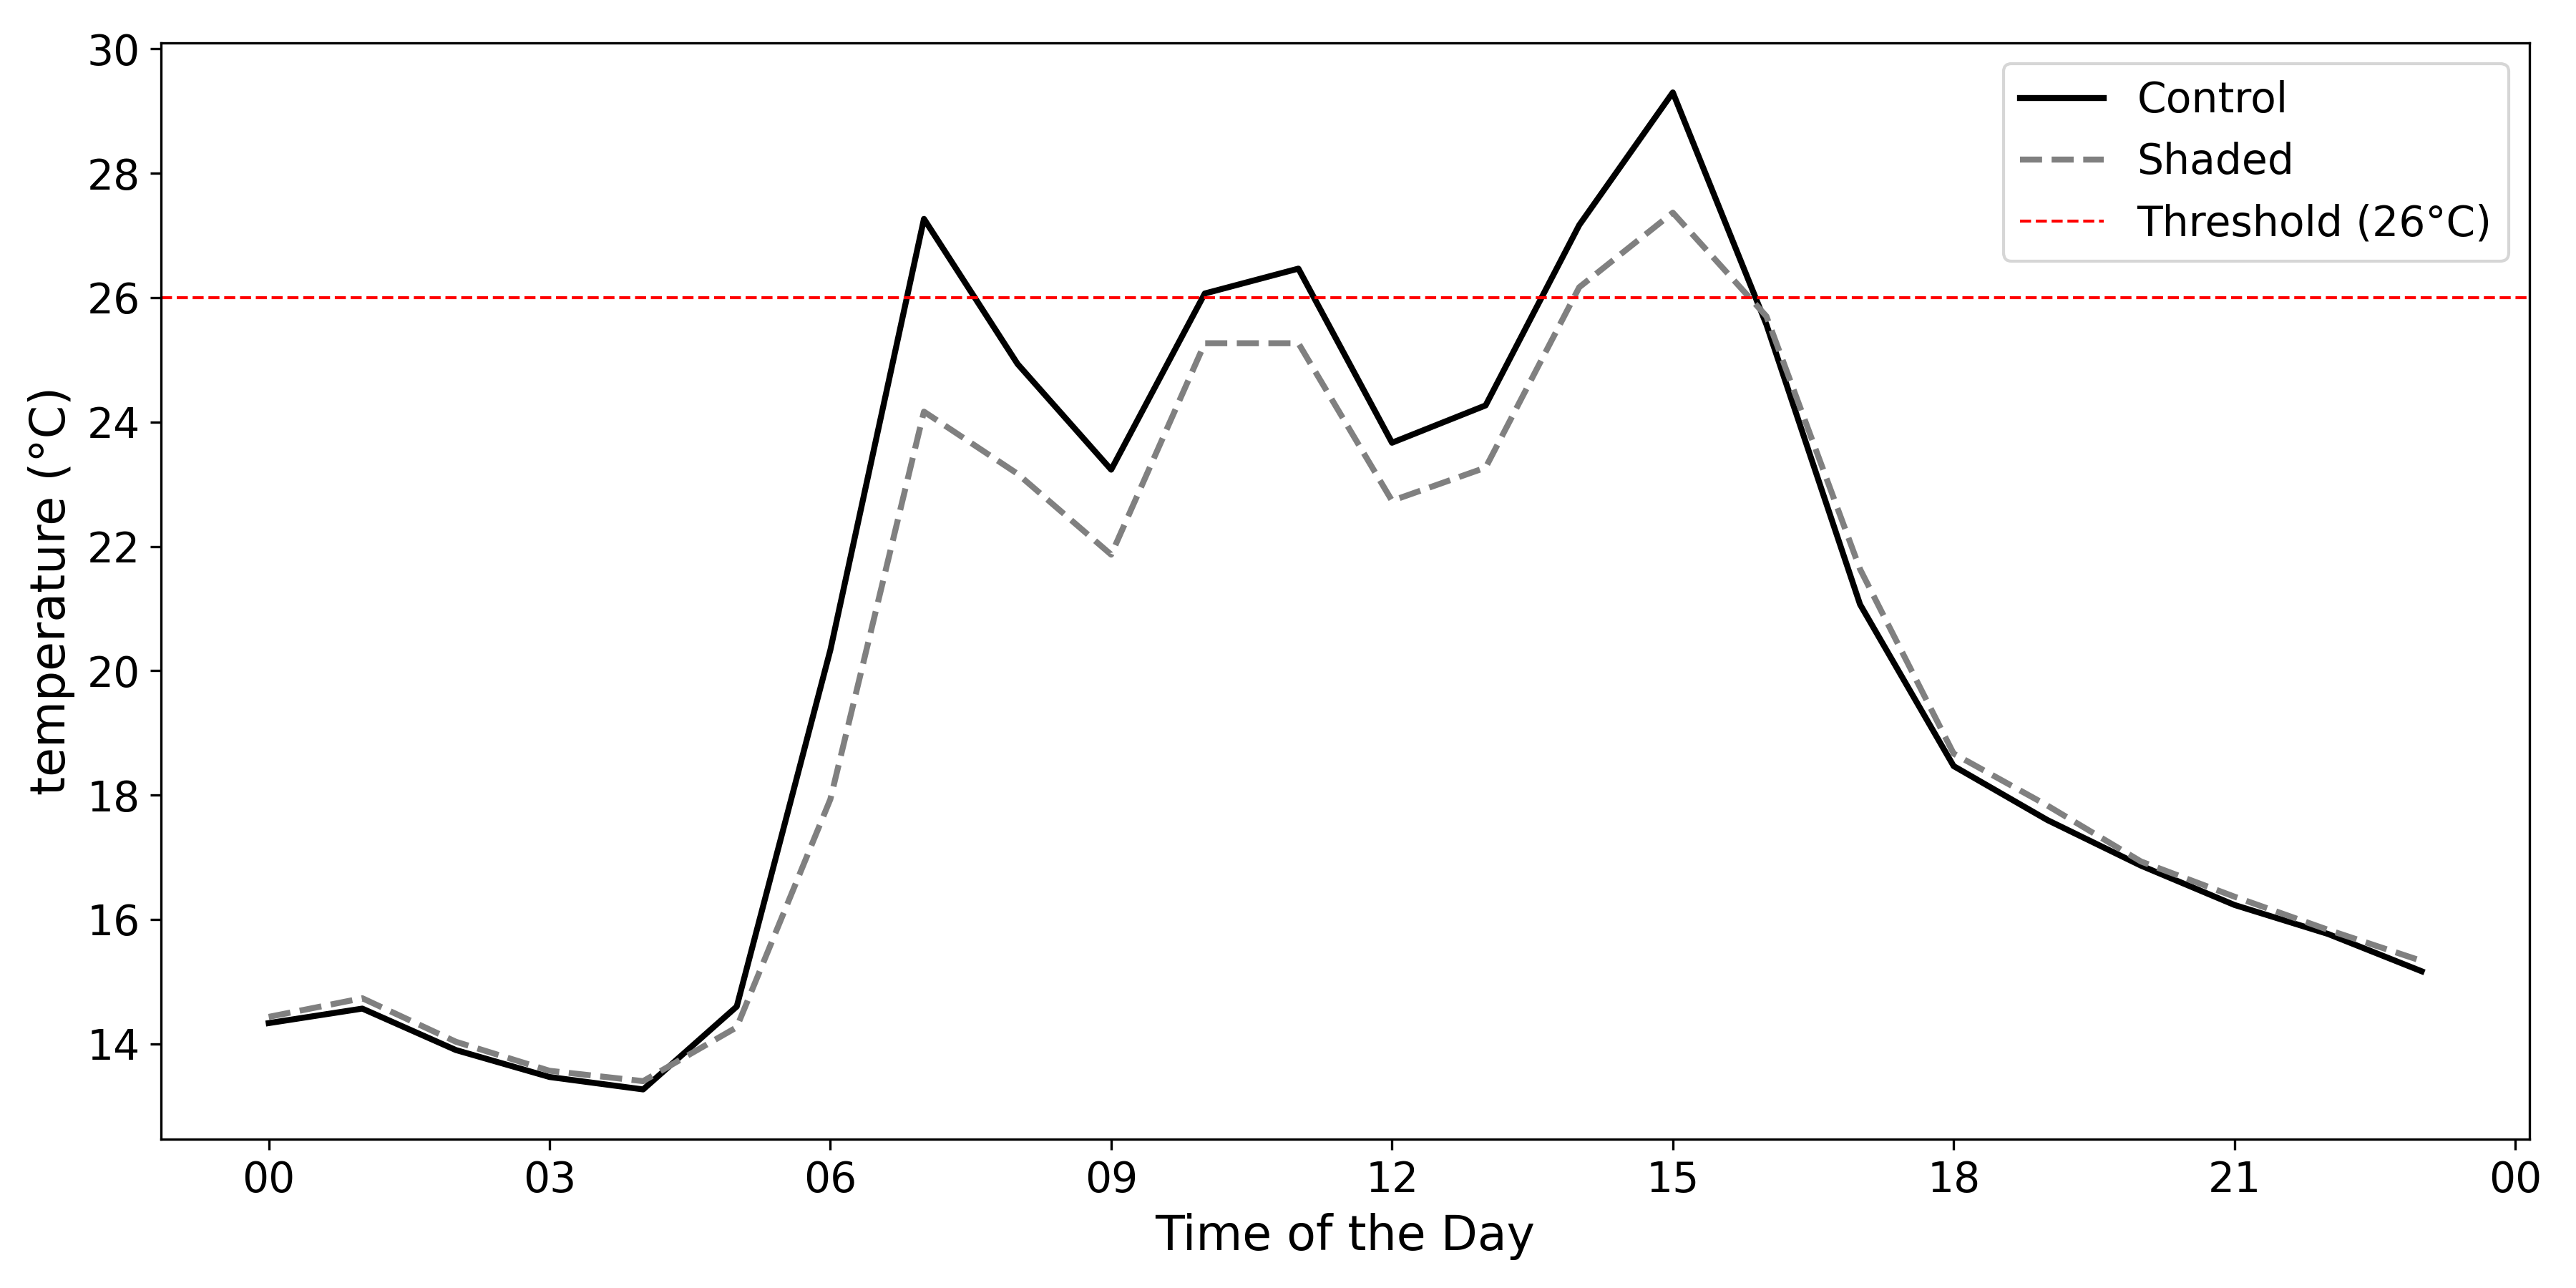 30
28
26
24
22
20
18
16
14
temperature (°C)
Control
Shaded
Threshold (26°C)
00 03 06 09 12 15 18 21 00
Time of the Day